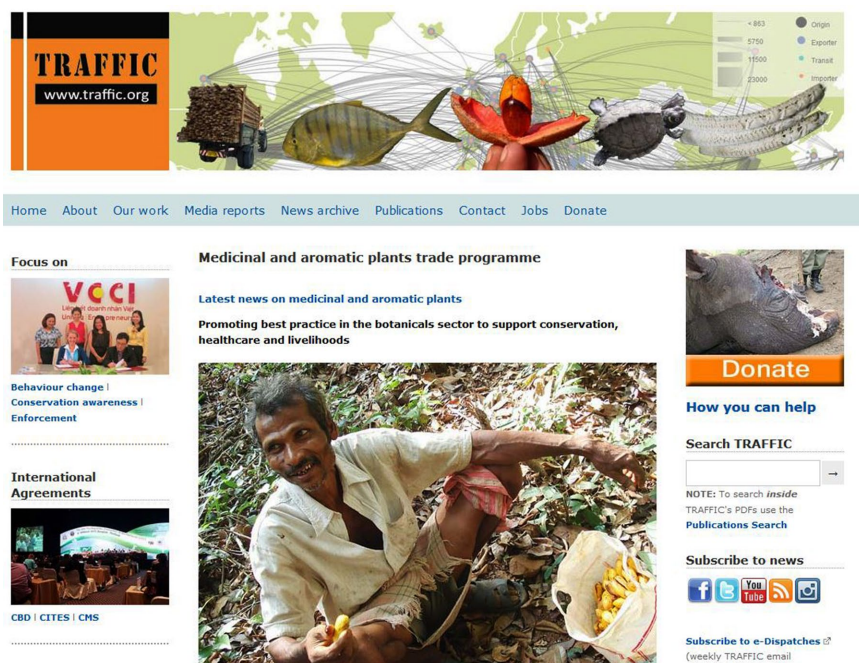 TRAFFIC
www.traffic.org
< 863
5750
11500
23000
Origin
Exporter
Transit
Importer
Home About Our work Media reports News archive Publications Contact Jobs Donate
Focus on
VCCI
Behaviour change |
Conservation awareness |
Enforcement
International
Agreements
CBD | CITES | CMS
Medicinal and aromatic plants trade programme
Latest news on medicinal and aromatic plants
Promoting best practice in the botanicals sector to support conservation,
healthcare and livelihoods
Donate
How you can help
Search TRAFFIC
→
NOTE: To search inside
TRAFFIC's PDFs use the
Publications Search
Subscribe to news
f
You
Tube
Subscribe to e-Dispatches
(weekly TRAFFIC email